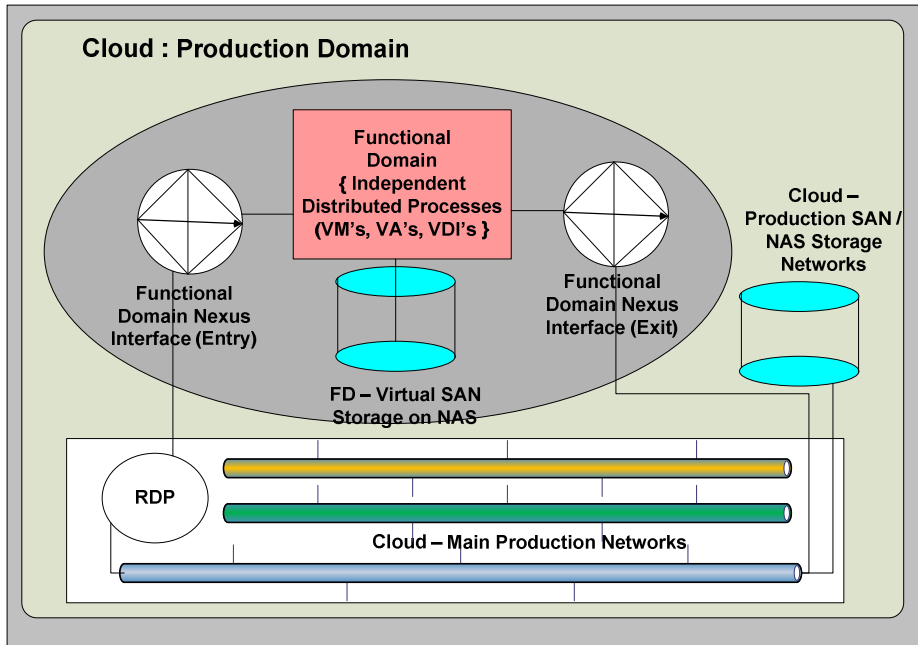 Cloud : Production Domain
Functional
Domain
{ Independent
Distributed Processes
(VM's, VA's, VDI's }
Functional
Domain Nexus
Interface (Entry)
Functional
Domain Nexus
Interface (Exit)
Cloud –
Production SAN /
NAS Storage
Networks
FD – Virtual SAN
Storage on NAS
RDP
Cloud – Main Production Networks